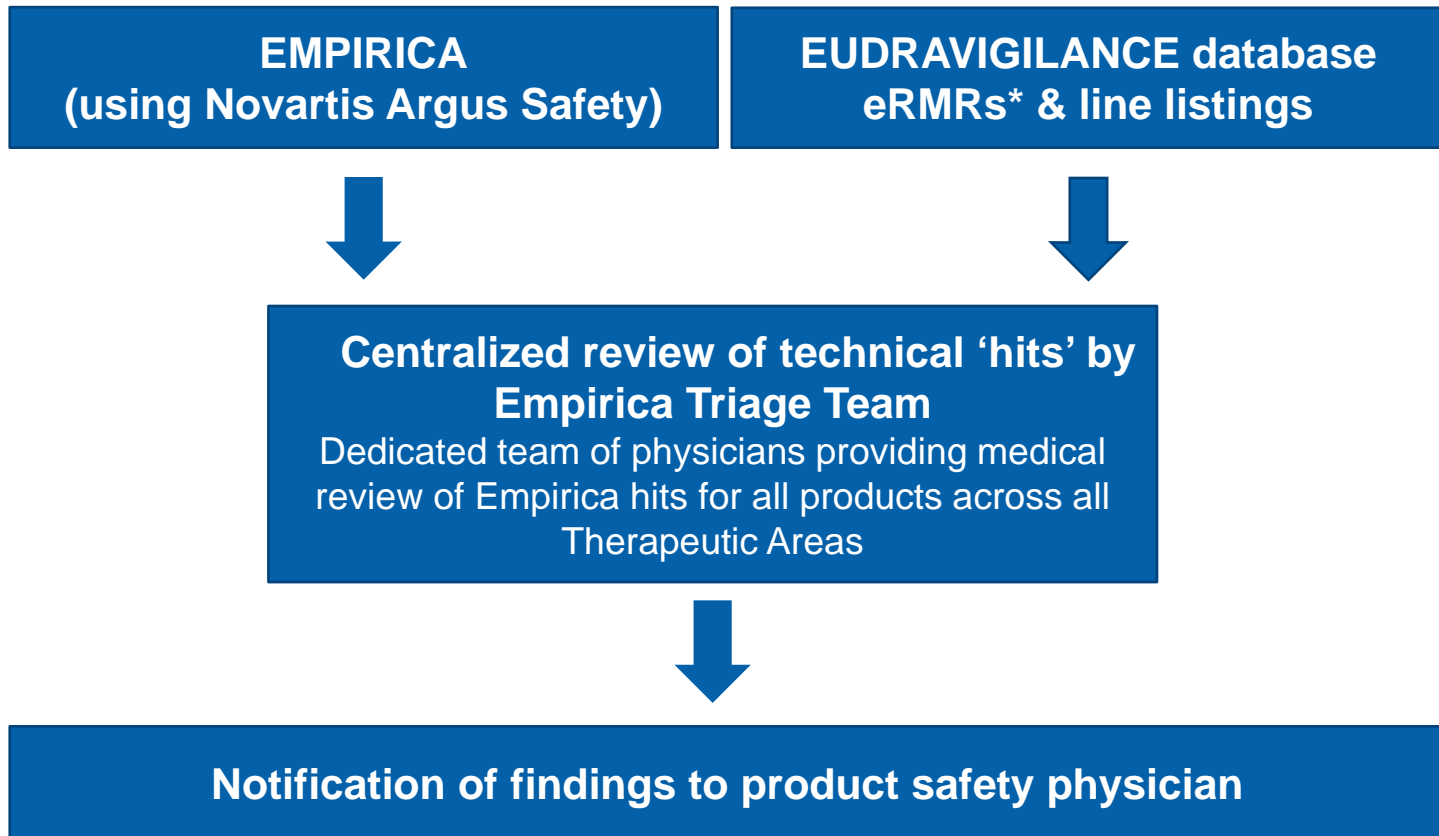 EMPIRICA
(using Novartis Argus Safety)
EUDRAVIGILANCE database
eRMRs* & line listings
Centralized review of technical ‘hits’ by
Empirica Triage Team
Dedicated team of physicians providing medical
review of Empirica hits for all products across all
Therapeutic Areas
Notification of findings to product safety physician